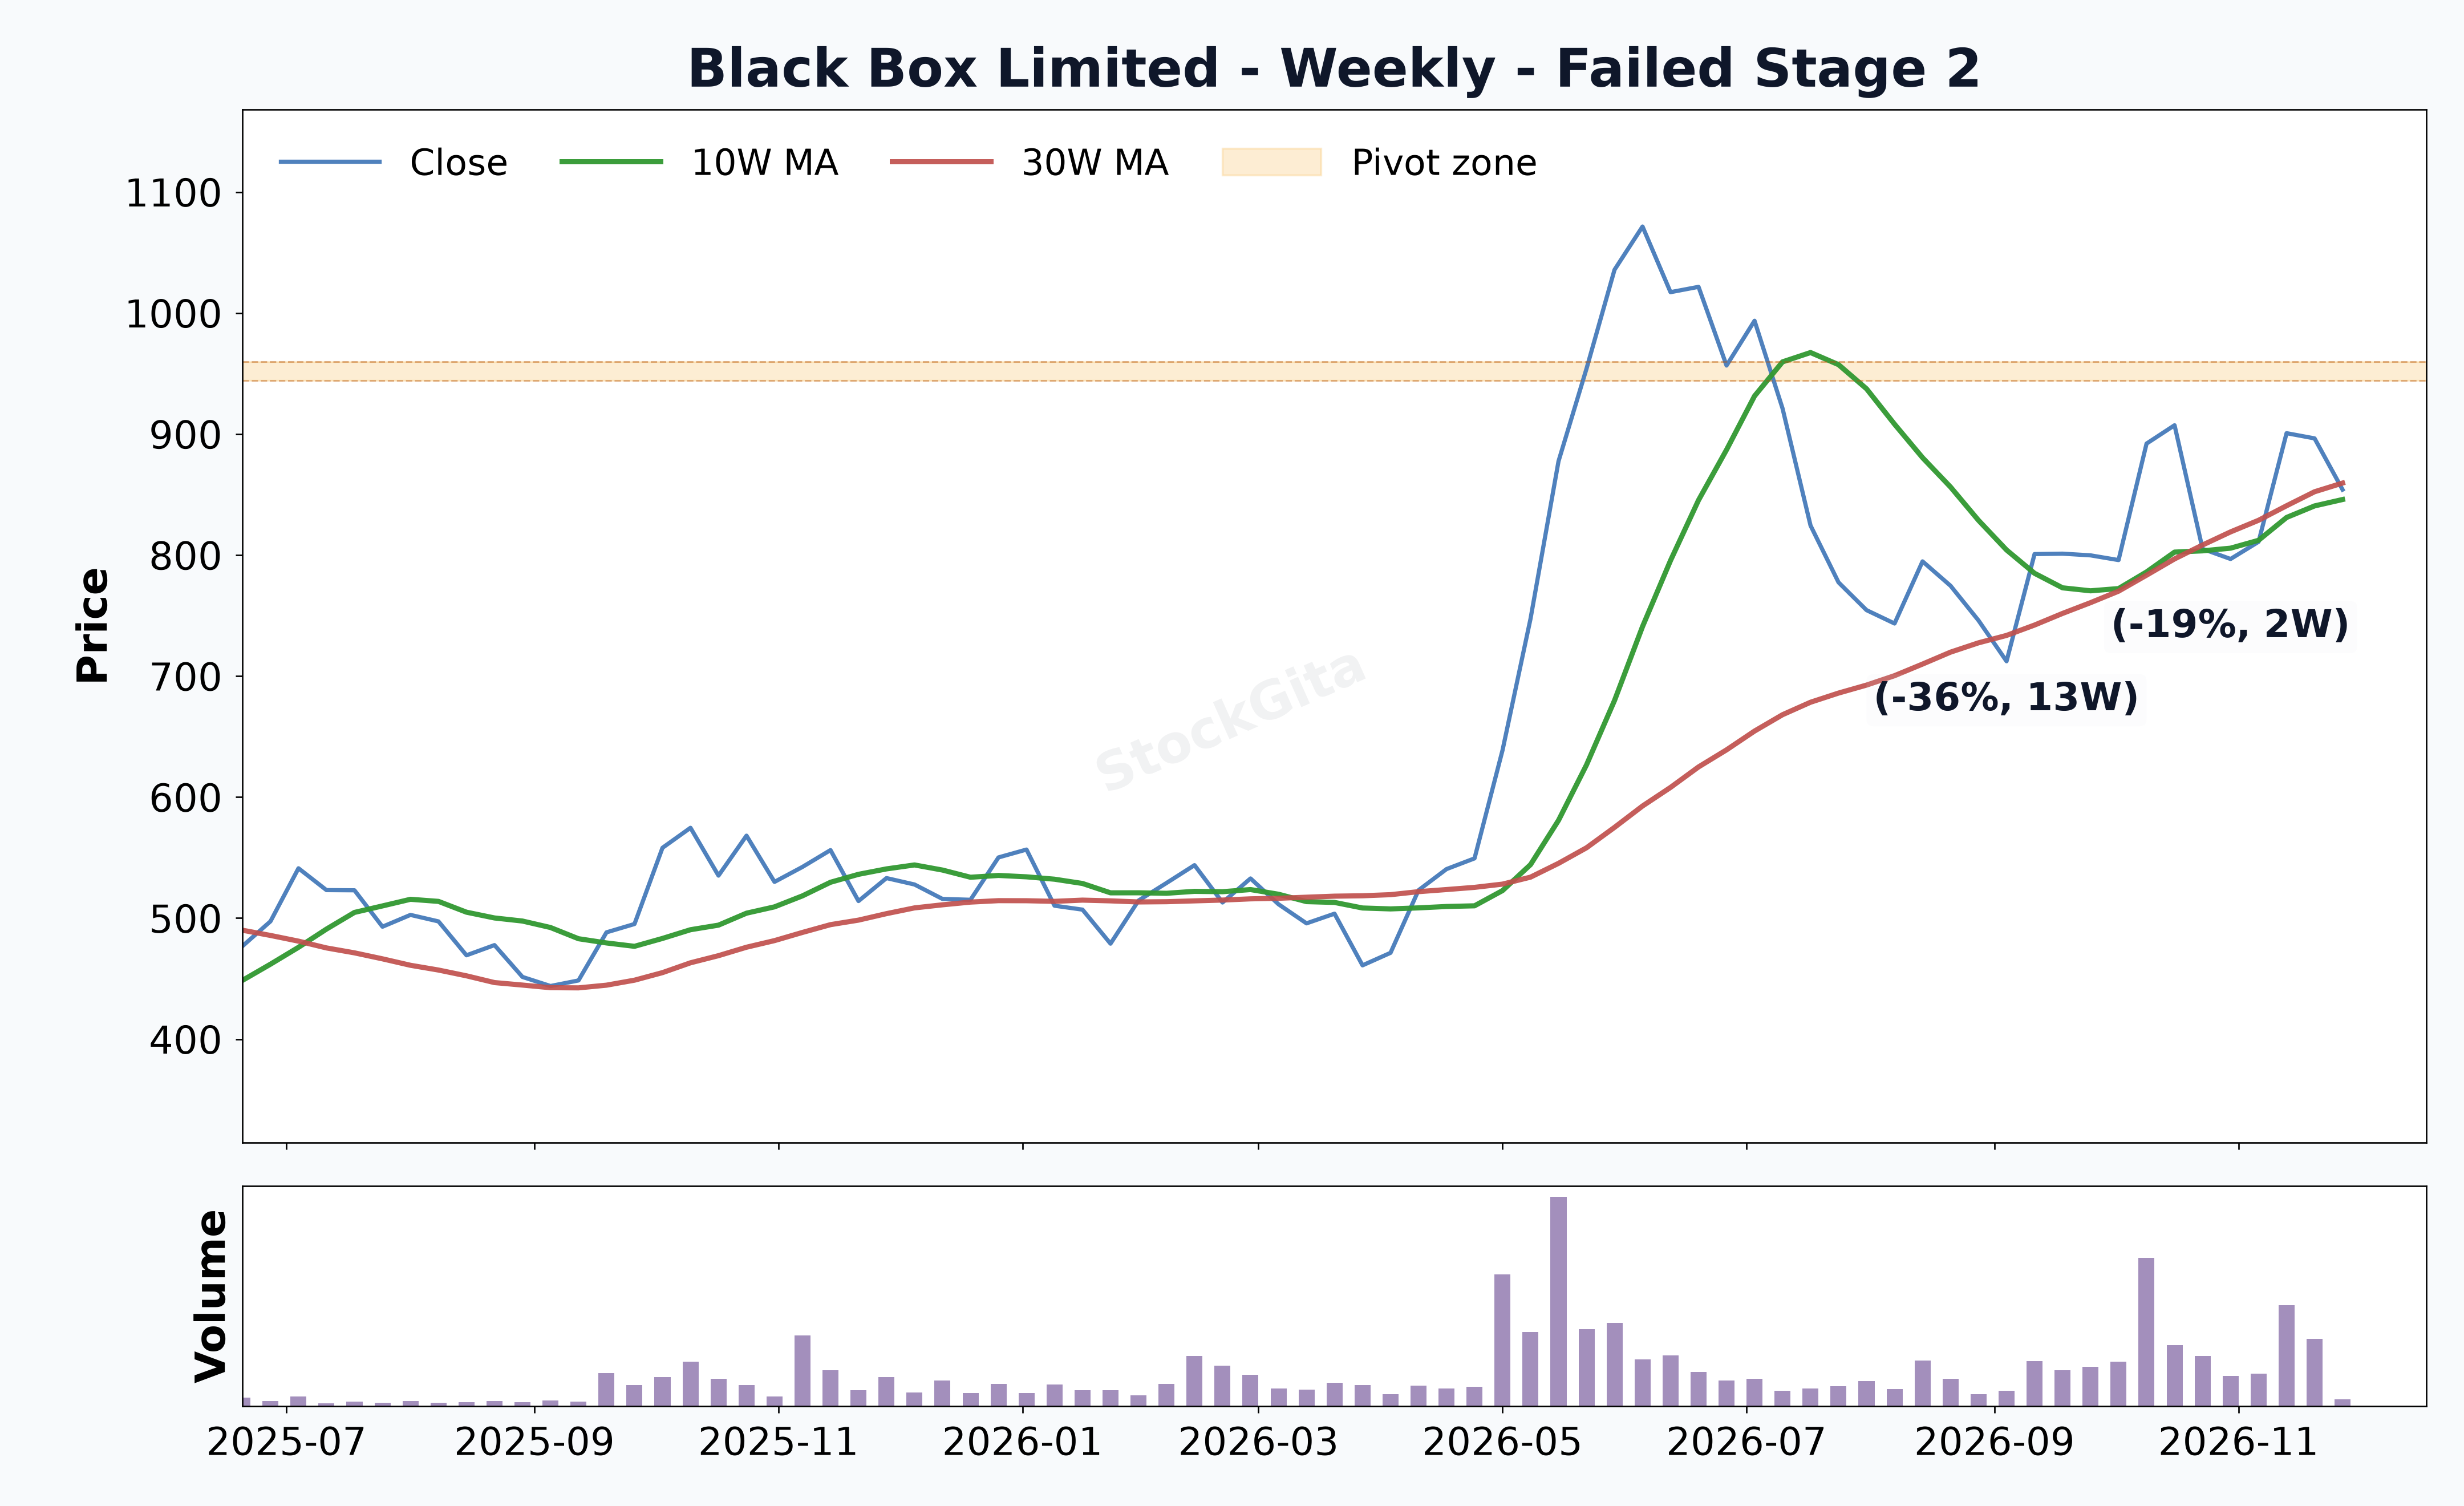 Black Box Limited - Weekly - Failed Stage 2
Close 10W MA 30W MA Pivot zone
1100
1000
900
800
700
600
500
400
Price
(-19%, 2W)
(-36%, 13W)
StockGita
Volume
2025-07 2025-09 2025-11 2026-01 2026-03 2026-05 2026-07 2026-09 2026-11